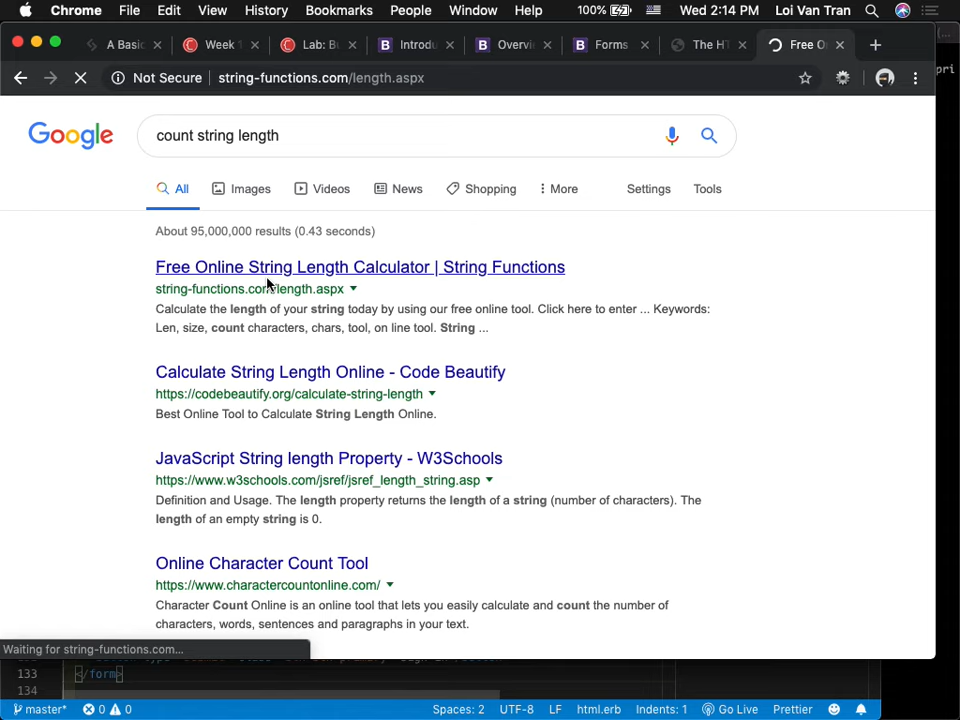 Chrome File Edit View History Bookmarks People Window Help 100% Wed 2:14 PM Loi Van Tran
A Basic Week 1 Lab: Bu Introdu Overvi Forms The HT Free On
Not Secure string-functions.com/length.aspx
pri
Google count string length
All Images Videos News Shopping More Settings Tools
About 95,000,000 results (0.43 seconds)
Free Online String Length Calculator | String Functions
string-functions.com/length.aspx
Calculate the length of your string today by using our free online tool. Click here to enter ... Keywords:
Len, size, count characters, chars, tool, on line tool. String ...
Calculate String Length Online - Code Beautify
https://codebeautify.org/calculate-string-length
Best Online Tool to Calculate String Length Online.
JavaScript String length Property - W3Schools
https://www.w3schools.com/jsref/jsref_length_string.asp
Definition and Usage. The length property returns the length of a string (number of characters). The
length of an empty string is 0.
Online Character Count Tool
https://www.charactercountonline.com/
Character Count Online is an online tool that lets you easily calculate and count the number of
characters, words, sentences and paragraphs in your text.
Waiting for string-functions.com...
133 </form>
134
master* 0 0 Spaces: 2 UTF-8 LF html.erb Indents: 1 Go Live Prettier